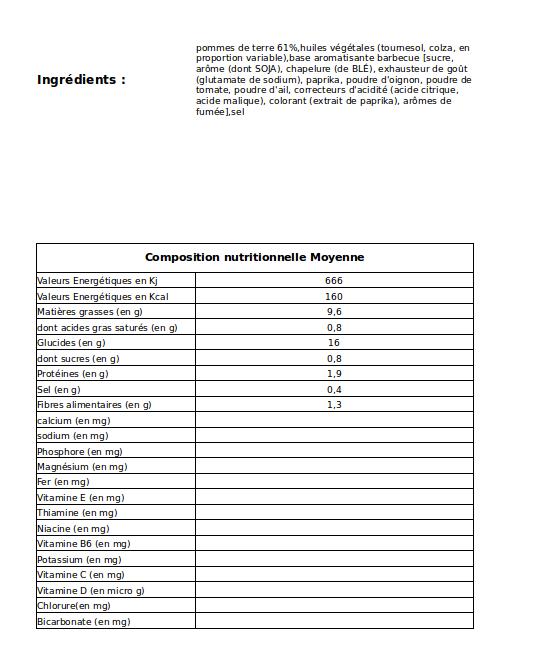 Ingrédients :
pommes de terre 61%,huiles végétales (tournesol, colza, en
proportion variable),base aromatisante barbecue [sucre,
arôme (dont SOJA), chapelure (de BLÉ), exhausteur de goût
(glutamate de sodium), paprika, poudre d'oignon, poudre de
tomate, poudre d'ail, correcteurs d'acidité (acide citrique,
acide malique), colorant (extrait de paprika), arômes de
fumée],sel
Composition nutritionnelle Moyenne
Valeurs Energétiques en Kj 666
Valeurs Energétiques en Kcal 160
Matières grasses (en g) 9,6
dont acides gras saturés (en g) 0,8
Glucides (en g) 16
dont sucres (en g) 0,8
Protéines (en g) 1,9
Sel (en g) 0,4
Fibres alimentaires (en g) 1,3
calcium (en mg)
sodium (en mg)
Phosphore (en mg)
Magnésium (en mg)
Fer (en mg)
Vitamine E (en mg)
Thiamine (en mg)
Niacine (en mg)
Vitamine B6 (en mg)
Potassium (en mg)
Vitamine C (en mg)
Vitamine D (en micro g)
Chlorure(en mg)
Bicarbonate (en mg)